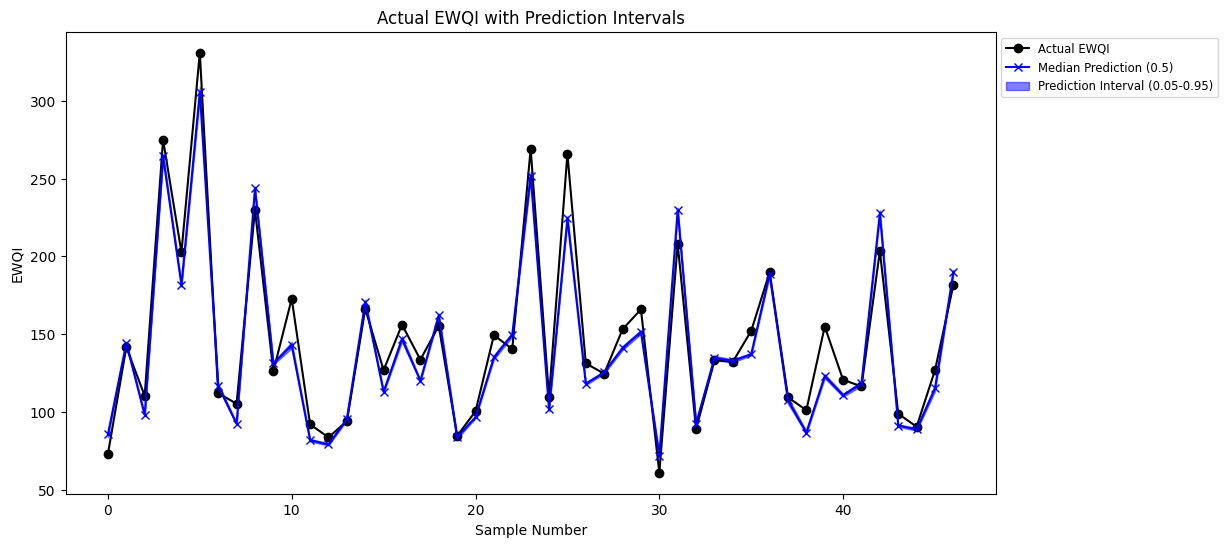 Actual EWQI with Prediction Intervals
Actual EWQI
Median Prediction (0.5)
Prediction Interval (0.05-0.95)
EWQI
300
250
200
150
100
50
0 10 20 30 40
Sample Number